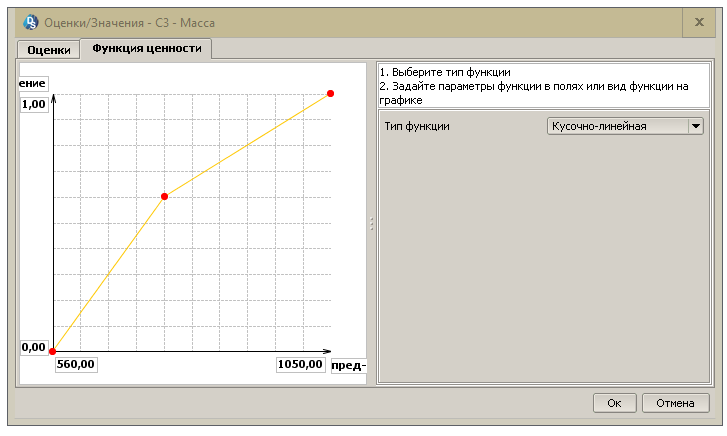 Оценки/Значения - С3 - Масса
Оценки
Функция ценности
ение
1,00
0,00
560,00
1050,00
пред-
1. Выберите тип функции
2. Задайте параметры функции в полях или вид функции на
графике
Тип функции
Кусочно-линейная
Ок
Отмена